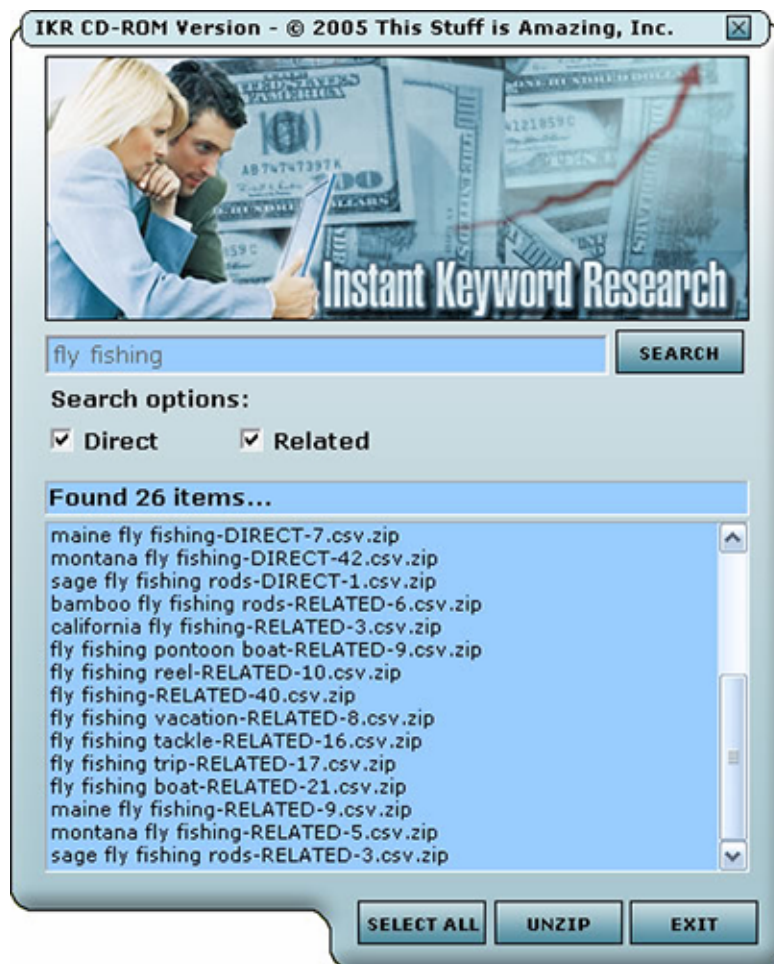 IKR CD-ROM Version - © 2005 This Stuff is Amazing, Inc.
AB74747397K
Instant Keyword Research
fly fishing
SEARCH
Search options:
Direct Related
Found 26 items...
maine fly fishing-DIRECT-7.csv.zip
montana fly fishing-DIRECT-42.csv.zip
sage fly fishing rods-DIRECT-1.csv.zip
bamboo fly fishing rods-RELATED-6.csv.zip
california fly fishing-RELATED-3.csv.zip
fly fishing pontoon boat-RELATED-9.csv.zip
fly fishing reel-RELATED-10.csv.zip
fly fishing-RELATED-40.csv.zip
fly fishing vacation-RELATED-8.csv.zip
fly fishing tackle-RELATED-16.csv.zip
fly fishing trip-RELATED-17.csv.zip
fly fishing boat-RELATED-21.csv.zip
maine fly fishing-RELATED-9.csv.zip
montana fly fishing-RELATED-5.csv.zip
sage fly fishing rods-RELATED-3.csv.zip
SELECT ALL UNZIP EXIT